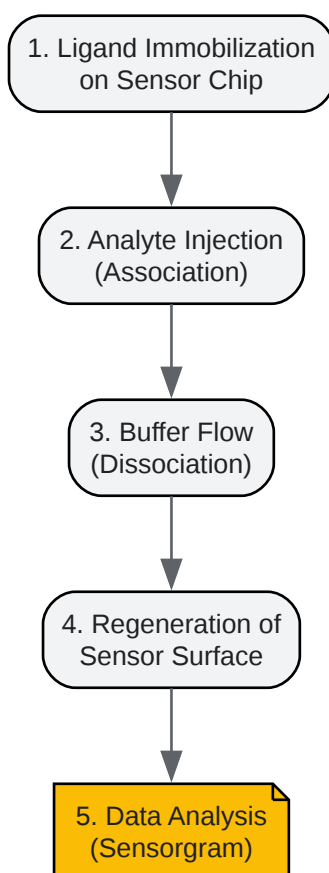 1. Ligand Immobilization
on Sensor Chip
2. Analyte Injection
(Association)
3. Buffer Flow
(Dissociation)
4. Regeneration of
Sensor Surface
5. Data Analysis
(Sensorgram)